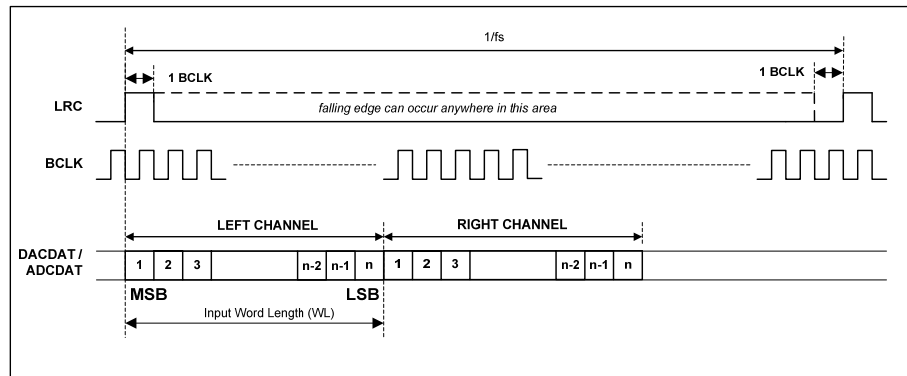 1/fs
1 BCLK
1 BCLK
LRC
falling edge can occur anywhere in this area
BCLK
LEFT CHANNEL
RIGHT CHANNEL
DACDAT /
ADCDAT
1 2 3 n-2 n-1 n 1 2 3 n-2 n-1 n
MSB
LSB
Input Word Length (WL)